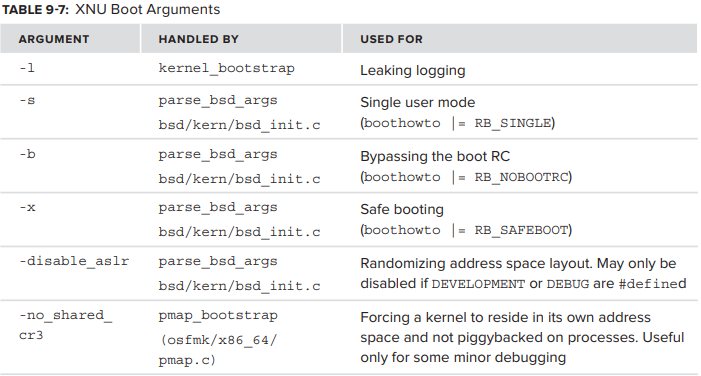 TABLE 9-7: XNU Boot Arguments
ARGUMENT HANDLED BY USED FOR
-l kernel_bootstrap Leaking logging
-s parse_bsd_args Single user mode
bsd/kern/bsd_init.c (boothowto |= RB_SINGLE)
-b parse_bsd_args Bypassing the boot RC
bsd/kern/bsd_init.c (boothowto |= RB_NOBOOTRC)
-x parse_bsd_args Safe booting
bsd/kern/bsd_init.c (boothowto |= RB_SAFEBOOT)
-disable_aslr parse_bsd_args Randomizing address space layout. May only be
bsd/kern/bsd_init.c disabled if DEVELOPMENT or DEBUG are #defined
-no_shared_ pmap_bootstrap Forcing a kernel to reside in its own address
cr3 (osfmk/x86_64/ space and not piggybacked on processes. Useful
pmap.c) only for some minor debugging